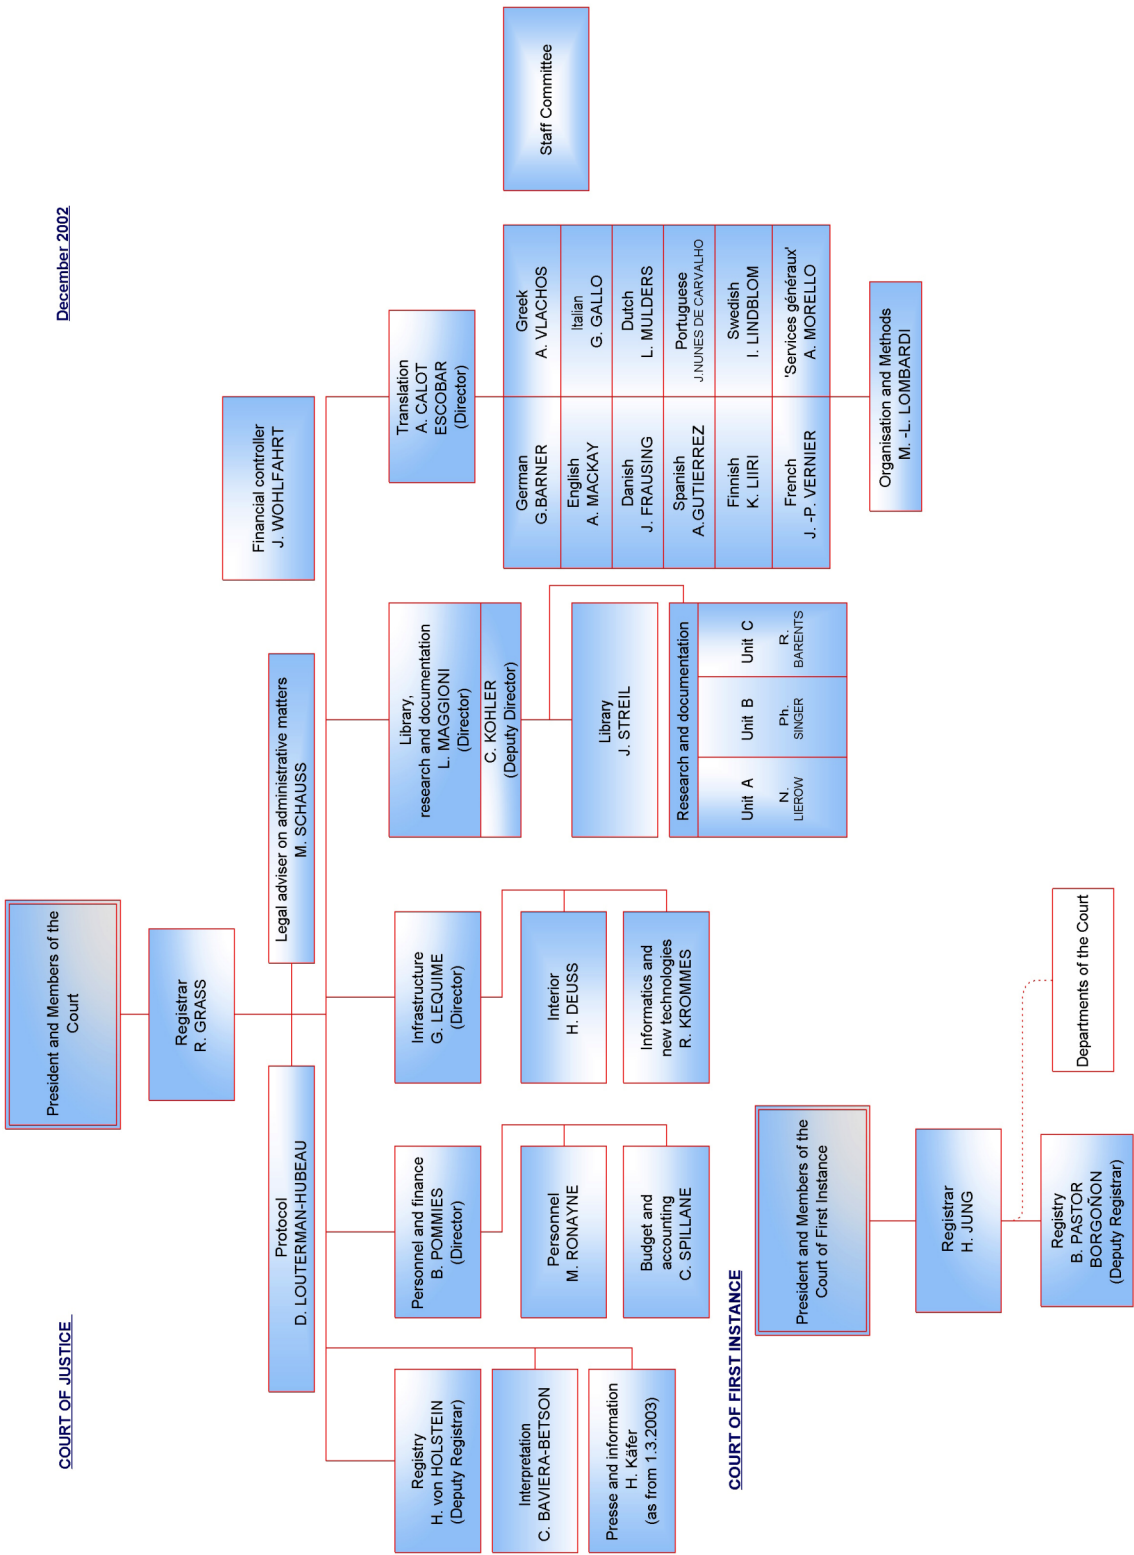 December 2002
COURT OF JUSTICE
President and Members of the
Court
Registrar
R. GRASS
Protocol
D. LOUTERMAN-HUBEAU
Legal adviser on administrative matters
M. SCHAUSS
Financial controller
J. WOHLFAHRT
Registry
H. von HOLSTEIN
(Deputy Registrar)
Interpretation
C. BAVIERA-BETSON
Presse and information
H. Käfer
(as from 1.3.2003)
Personnel and finance
B. POMMIES
(Director)
Personnel
M. RONAYNE
Budget and
accounting
C. SPILLANE
Infrastructure
G. LEQUIME
(Director)
Interior
H. DEUSS
Informatics and
new technologies
R. KROMMES
Library,
research and documentation
L. MAGGIONI
(Director)
C. KOHLER
(Deputy Director)
Library
J. STREIL
Research and documentation
Unit A
N.
LIEROW
Unit B
Ph.
SINGER
Unit C
R.
BARENTS
Translation
A. CALOT
ESCOBAR
(Director)
German
G.BARNER
Greek
A. VLACHOS
English
A. MACKAY
Italian
G. GALLO
Danish
J. FRAUSING
Dutch
L. MULDERS
Spanish
A.GUTIERREZ
Portuguese
J.NUNES DE CARVALHO
Finnish
K. LIIRI
Swedish
I. LINDBLOM
French
J. -P. VERNIER
'Services généraux'
A. MORELLO
Organisation and Methods
M. -L. LOMBARDI
Staff Committee
COURT OF FIRST INSTANCE
President and Members of the
Court of First Instance
Registrar
H. JUNG
Registry
B. PASTOR
BORGOÑON
(Deputy Registrar)
Departments of the Court